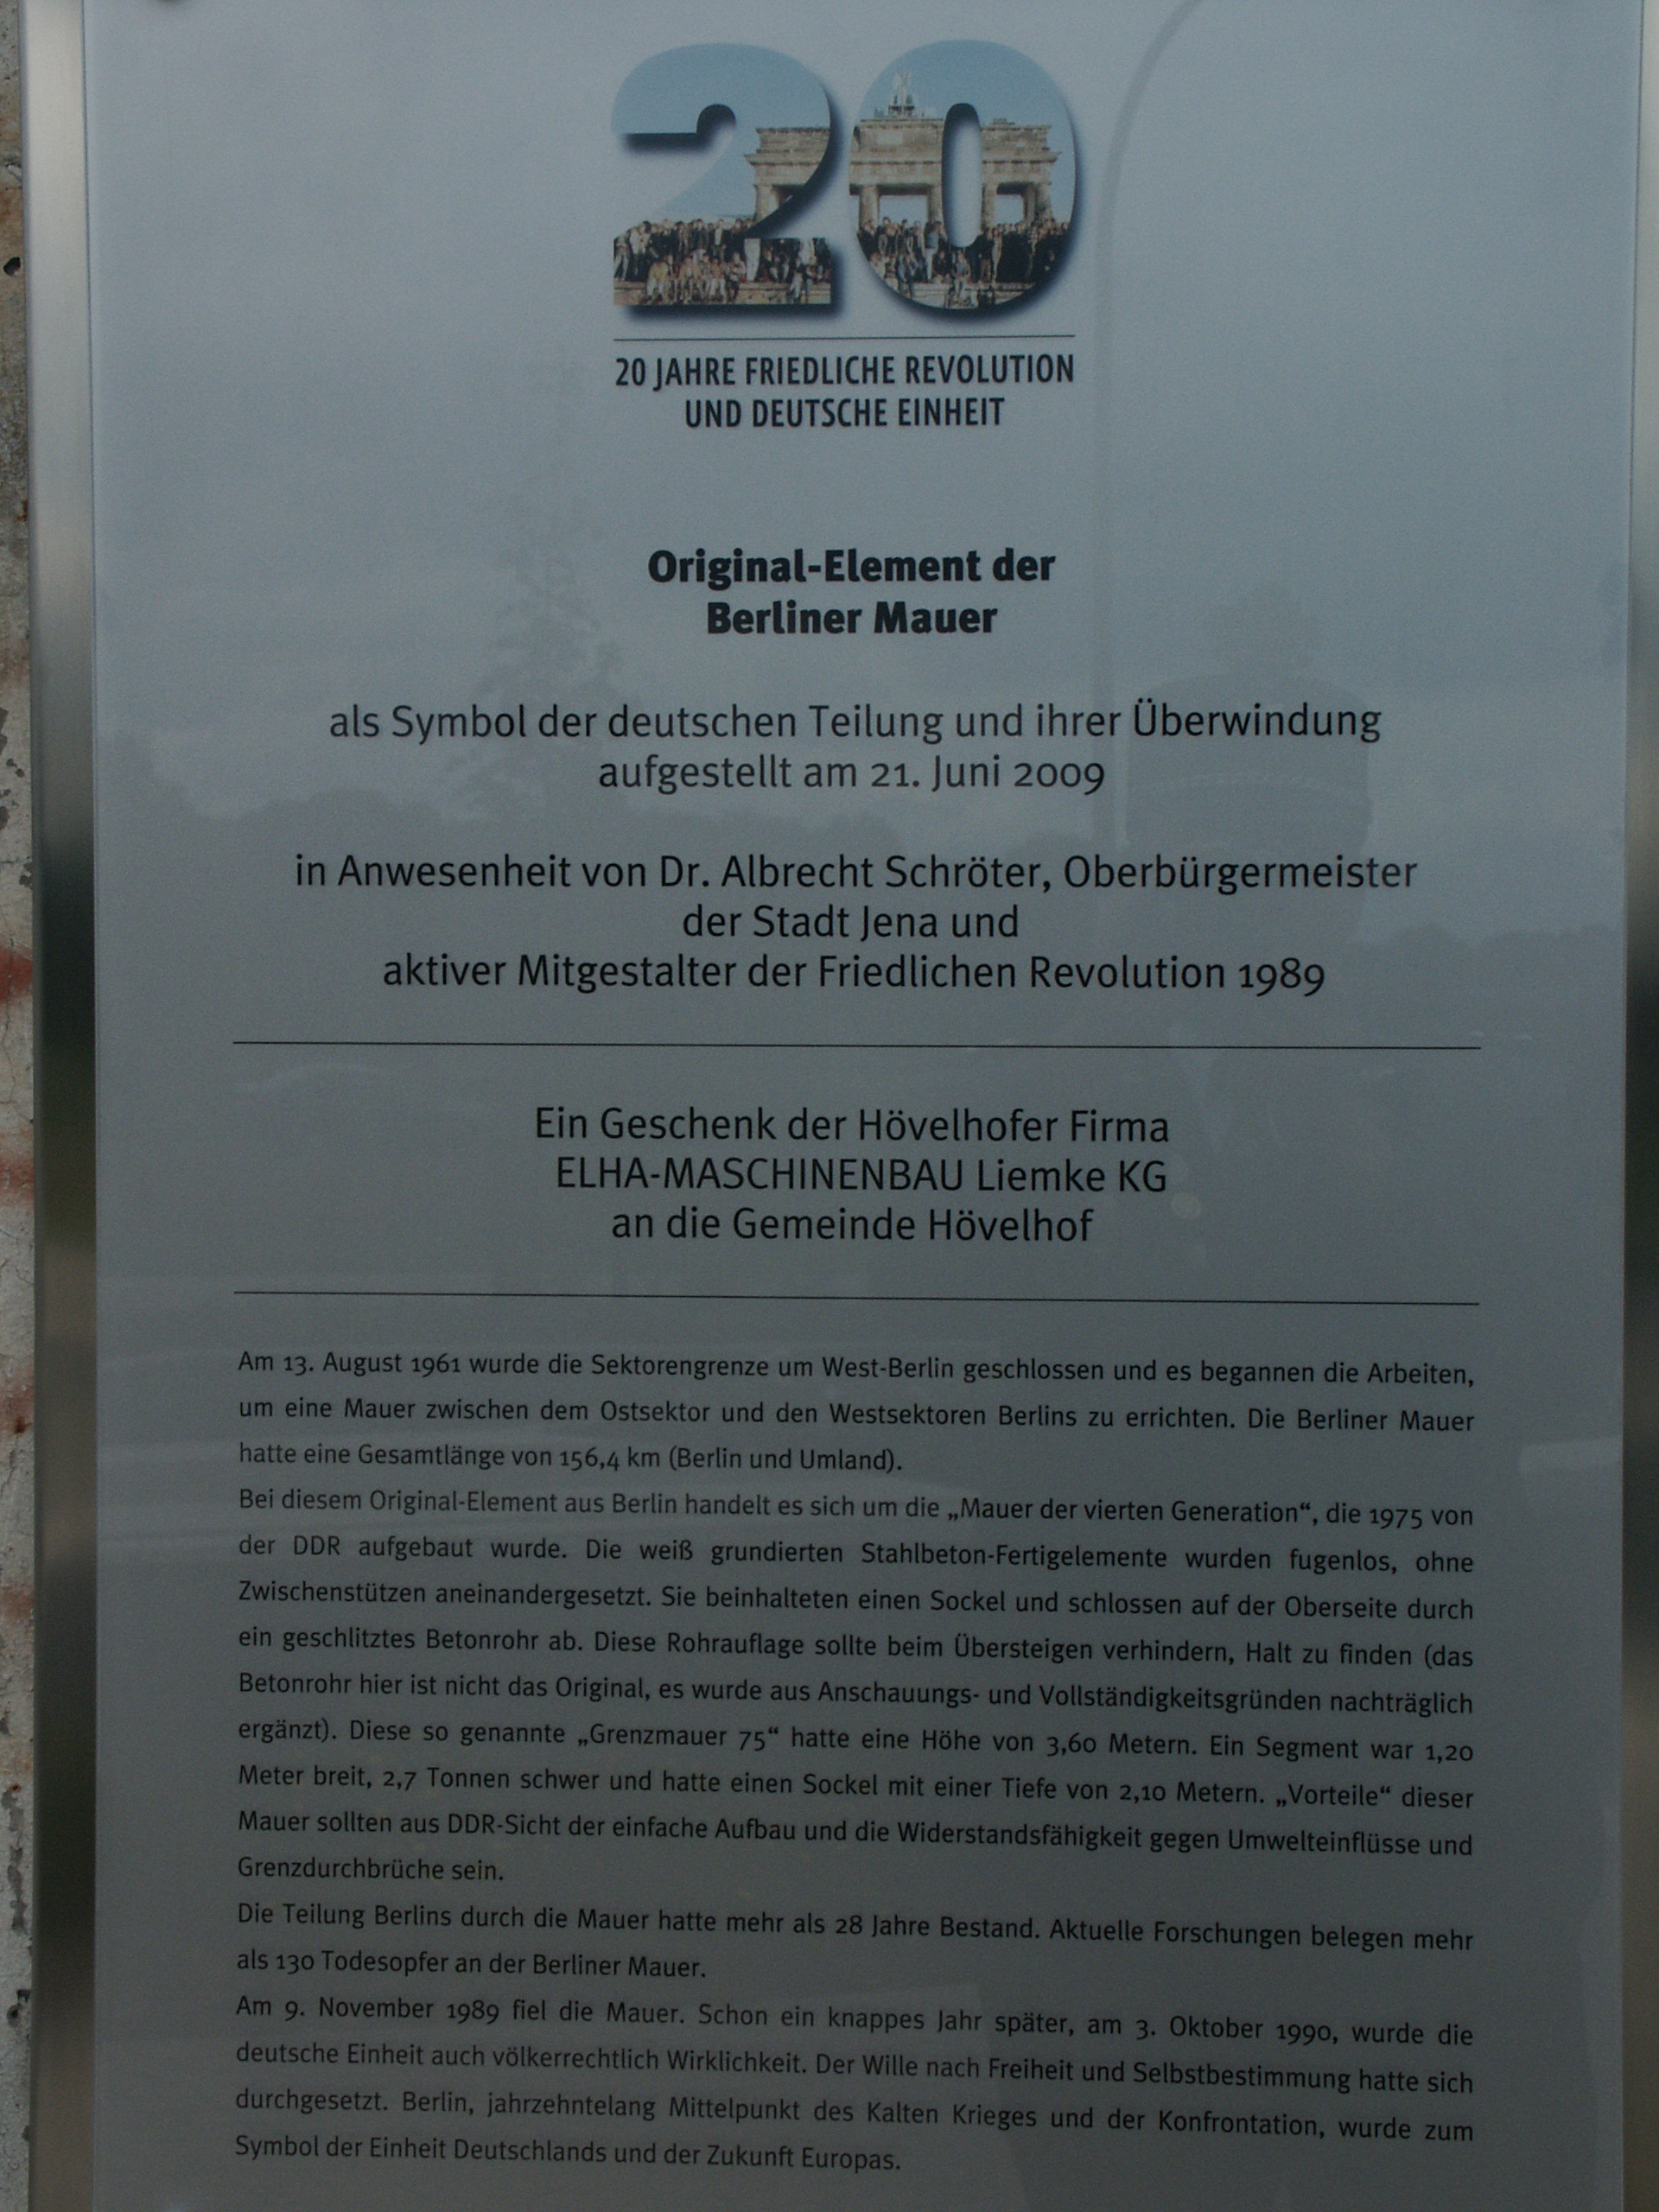 20
20 JAHRE FRIEDLICHE REVOLUTION
UND DEUTSCHE EINHEIT
Original-Element der
Berliner Mauer
als Symbol der deutschen Teilung und ihrer Überwindung
aufgestellt am 21. Juni 2009
in Anwesenheit von Dr. Albrecht Schröter, Oberbürgermeister
der Stadt Jena und
aktiver Mitgestalter der Friedlichen Revolution 1989
Ein Geschenk der Hövelhofer Firma
ELHA-MASCHINENBAU Liemke KG
an die Gemeinde Hövelhof
Am 13. August 1961 wurde die Sektorengrenze um West-Berlin geschlossen und es begannen die Arbeiten,
um eine Mauer zwischen dem Ostsektor und den Westsektoren Berlins zu errichten. Die Berliner Mauer
hatte eine Gesamtlänge von 156,4 km (Berlin und Umland).
Bei diesem Original-Element aus Berlin handelt es sich um die „Mauer der vierten Generation“, die 1975 von
der DDR aufgebaut wurde. Die weiß grundierten Stahlbeton-Fertigelemente wurden fugenlos, ohne
Zwischenstützen aneinandergesetzt. Sie beinhalteten einen Sockel und schlossen auf der Oberseite durch
ein geschlitztes Betonrohr ab. Diese Rohrauflage sollte beim Übersteigen verhindern, Halt zu finden (das
Betonrohr hier ist nicht das Original, es wurde aus Anschauungs- und Vollständigkeitsgründen nachträglich
ergänzt). Diese so genannte „Grenzmauer 75“ hatte eine Höhe von 3,60 Metern. Ein Segment war 1,20
Meter breit, 2,7 Tonnen schwer und hatte einen Sockel mit einer Tiefe von 2,10 Metern. „Vorteile“ dieser
Mauer sollten aus DDR-Sicht der einfache Aufbau und die Widerstandsfähigkeit gegen Umwelteinflüsse und
Grenzdurchbrüche sein.
Die Teilung Berlins durch die Mauer hatte mehr als 28 Jahre Bestand. Aktuelle Forschungen belegen mehr
als 130 Todesopfer an der Berliner Mauer.
Am 9. November 1989 fiel die Mauer. Schon ein knappes Jahr später, am 3. Oktober 1990, wurde die
deutsche Einheit auch völkerrechtlich Wirklichkeit. Der Wille nach Freiheit und Selbstbestimmung hatte sich
durchgesetzt. Berlin, jahrzehntelang Mittelpunkt des Kalten Krieges und der Konfrontation, wurde zum
Symbol der Einheit Deutschlands und der Zukunft Europas.